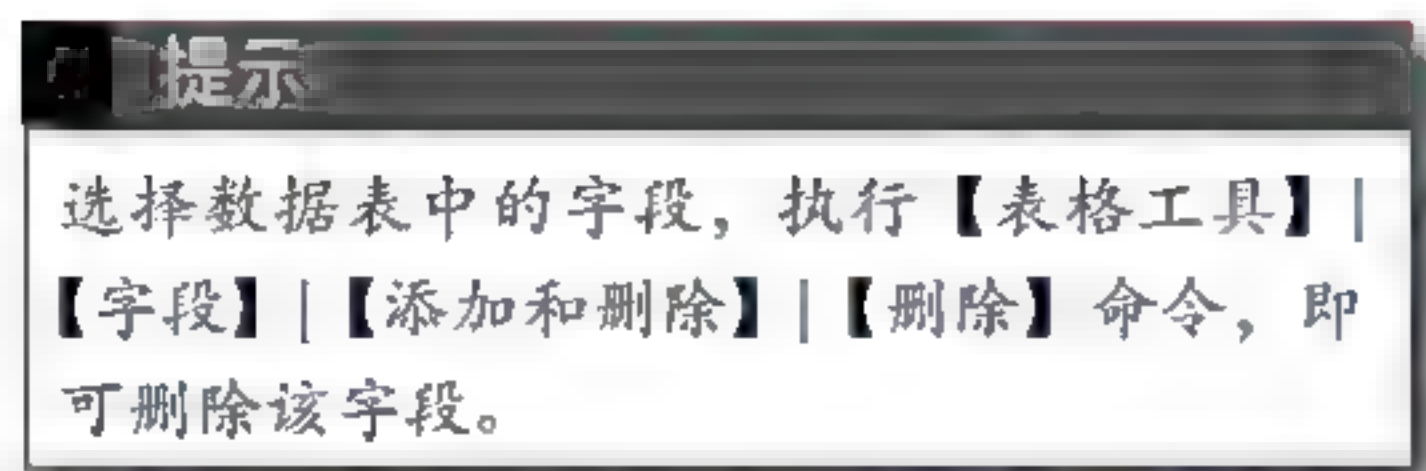 提示
选择数据表中的字段，执行【表格工具】|
【字段】|【添加和删除】|【删除】命令，即
可删除该字段。